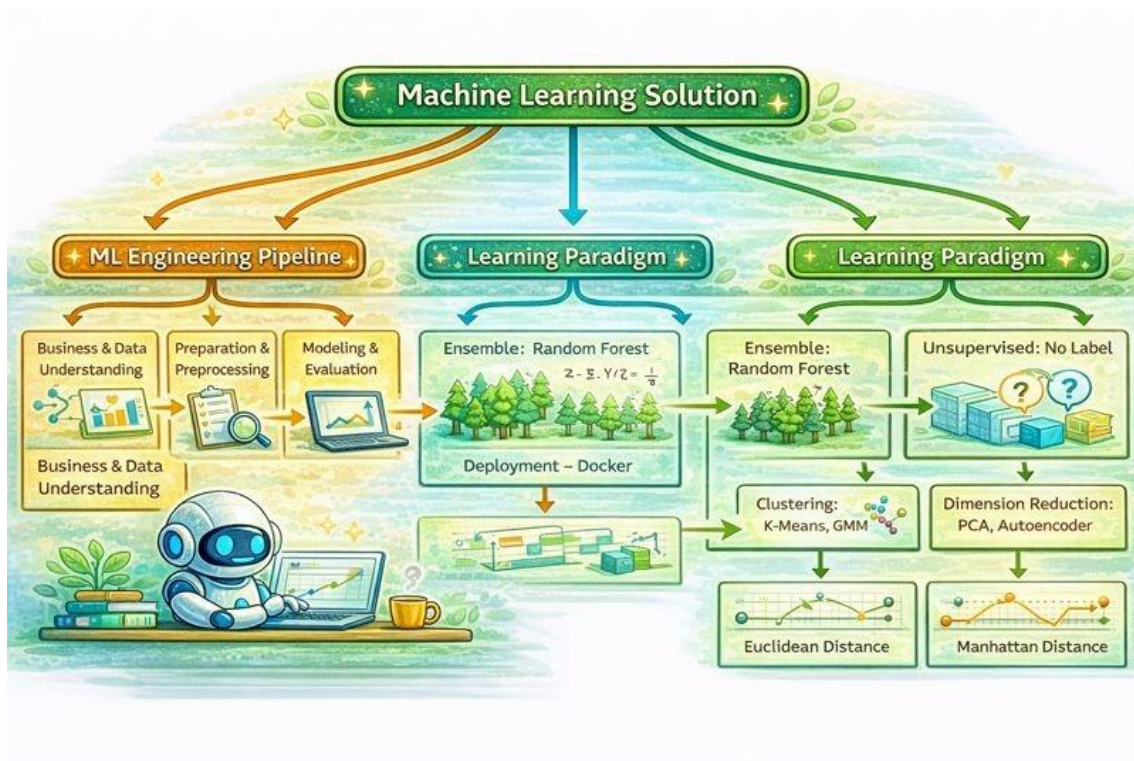 Machine Learning Solution
ML Engineering Pipeline
Learning Paradigm
Learning Paradigm
Business & Data
Understanding
Preparation &
Preprocessing
Modeling &
Evaluation
Business & Data
Understanding
Ensemble: Random Forest
Deployment – Docker
Ensemble:
Random Forest
Unsupervised: No Label
? ?
Clustering:
K-Means, GMM
Dimension Reduction:
PCA, Autoencoder
Euclidean Distance
Manhattan Distance